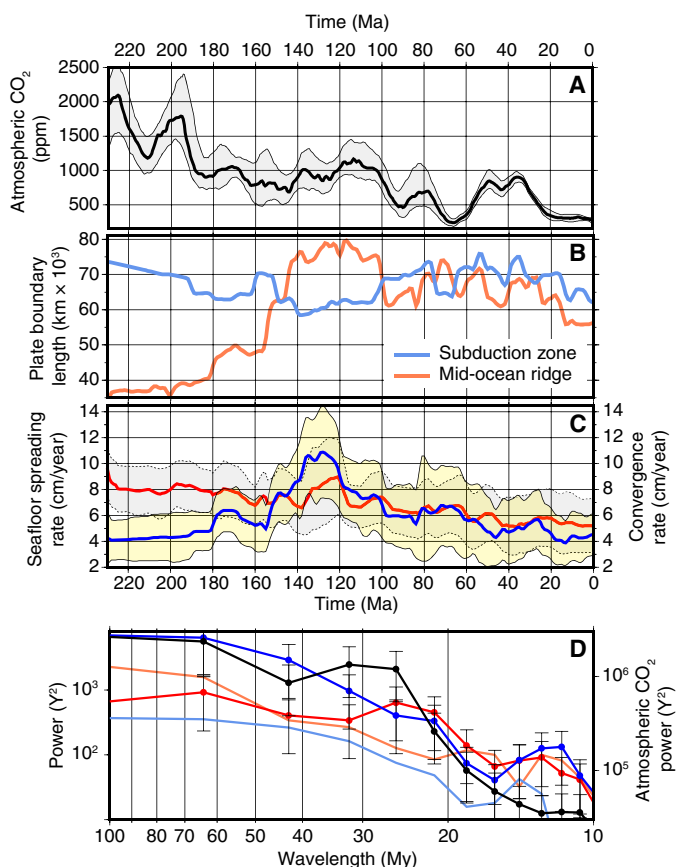 Time (Ma)
220 200 180 160 140 120 100 80 60 40 20 0
A
Atmospheric CO₂
(ppm)
2500
2000
1500
1000
500
B
Plate boundary
length (km × 10³)
80
70
60
50
40
Subduction zone
Mid-ocean ridge
C
Seafloor spreading
rate (cm/year)
14
12
10
8
6
4
2
14
12
10
8
6
4
2
Convergence
rate (cm/year)
220 200 180 160 140 120 100 80 60 40 20 0
Time (Ma)
D
Power (Y²)
10³
10²
10⁶
10⁵
Atmospheric CO₂
power (Y²)
100 80 70 60 50 40 30 20 10
Wavelength (My)